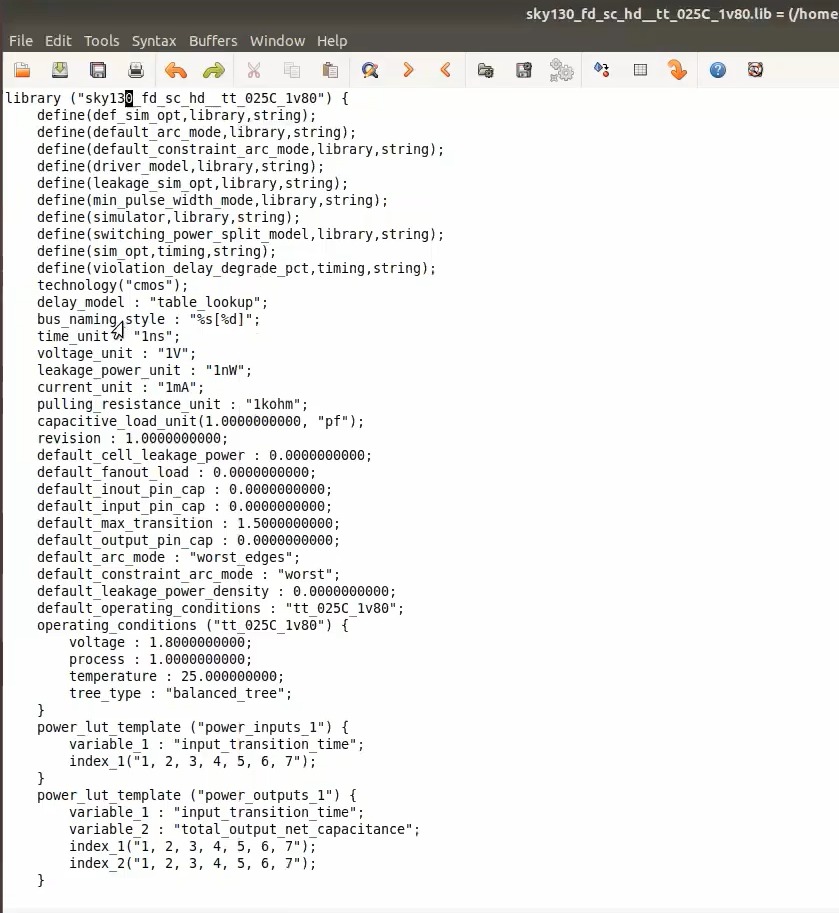 sky130_fd_sc_hd__tt_025C_1v80.lib = (/home
File Edit Tools Syntax Buffers Window Help
library ("sky130_fd_sc_hd__tt_025C_1v80") {
    define(def_sim_opt,library,string);
    define(default_arc_mode,library,string);
    define(default_constraint_arc_mode,library,string);
    define(driver_model,library,string);
    define(leakage_sim_opt,library,string);
    define(min_pulse_width_mode,library,string);
    define(simulator,library,string);
    define(switching_power_split_model,library,string);
    define(sim_opt,timing,string);
    define(violation_delay_degrade_pct,timing,string);
    technology("cmos");
    delay_model : "table_lookup";
    bus_naming_style : "%s[%d]";
    time_unit : "1ns";
    voltage_unit : "1V";
    leakage_power_unit : "1nW";
    current_unit : "1mA";
    pulling_resistance_unit : "1kohm";
    capacitive_load_unit(1.0000000000, "pf");
    revision : 1.0000000000;
    default_cell_leakage_power : 0.0000000000;
    default_fanout_load : 0.0000000000;
    default_inout_pin_cap : 0.0000000000;
    default_input_pin_cap : 0.0000000000;
    default_max_transition : 1.5000000000;
    default_output_pin_cap : 0.0000000000;
    default_arc_mode : "worst_edges";
    default_constraint_arc_mode : "worst";
    default_leakage_power_density : 0.0000000000;
    default_operating_conditions : "tt_025C_1v80";
    operating_conditions ("tt_025C_1v80") {
        voltage : 1.8000000000;
        process : 1.0000000000;
        temperature : 25.000000000;
        tree_type : "balanced_tree";
    }
    power_lut_template ("power_inputs_1") {
        variable_1 : "input_transition_time";
        index_1("1, 2, 3, 4, 5, 6, 7");
    }
    power_lut_template ("power_outputs_1") {
        variable_1 : "input_transition_time";
        variable_2 : "total_output_net_capacitance";
        index_1("1, 2, 3, 4, 5, 6, 7");
        index_2("1, 2, 3, 4, 5, 6, 7");
    }